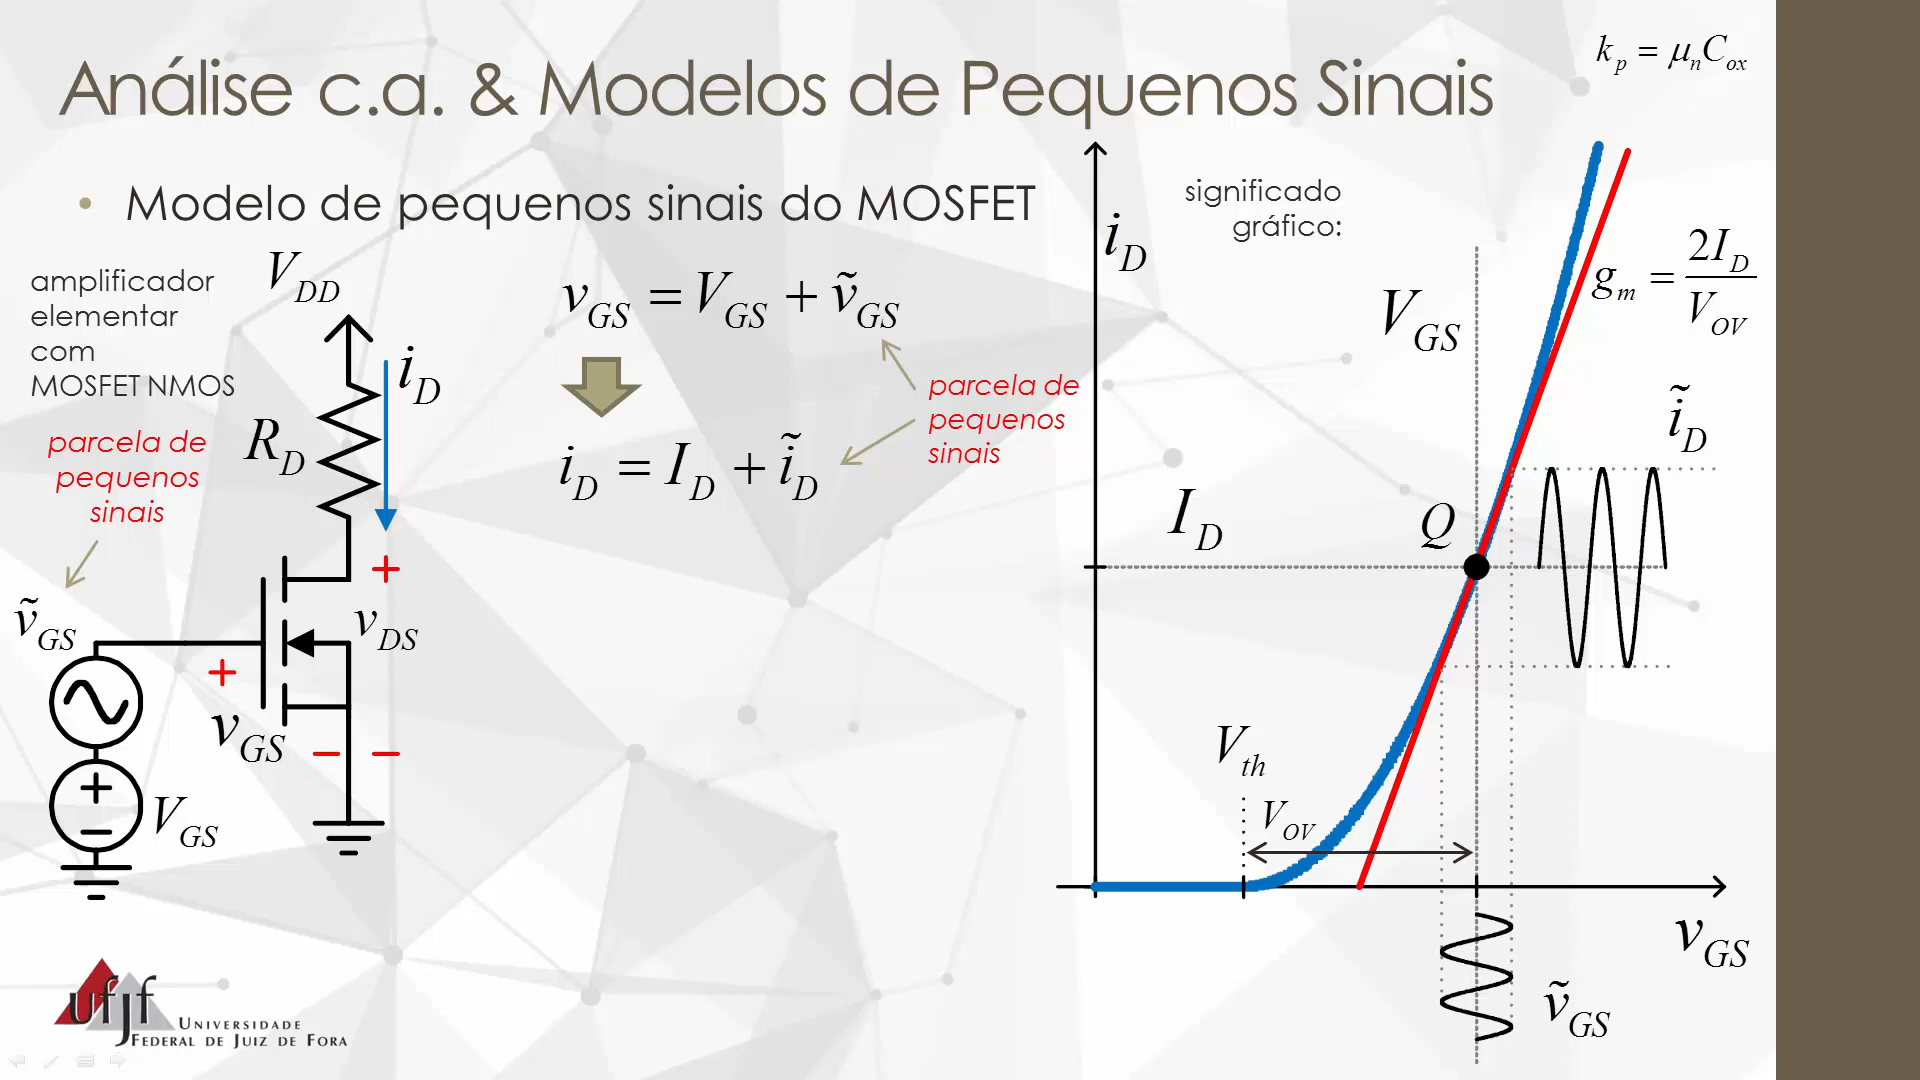 k_p = μ_n C_ox
Análise c.a. & Modelos de Pequenos Sinais
• Modelo de pequenos sinais do MOSFET
amplificador
elementar
com
MOSFET NMOS
V_DD
i_D
R_D
parcela de
pequenos
sinais
ṽ_GS
+
v_DS
+
v_GS
− −
+
−
V_GS
v_GS = V_GS + ṽ_GS
i_D = I_D + ĩ_D
parcela de
pequenos
sinais
significado
gráfico:
i_D
V_GS
g_m = 2I_D / V_OV
ĩ_D
I_D
Q
V_th
V_OV
v_GS
ṽ_GS
ufjf
UNIVERSIDADE
FEDERAL DE JUIZ DE FORA